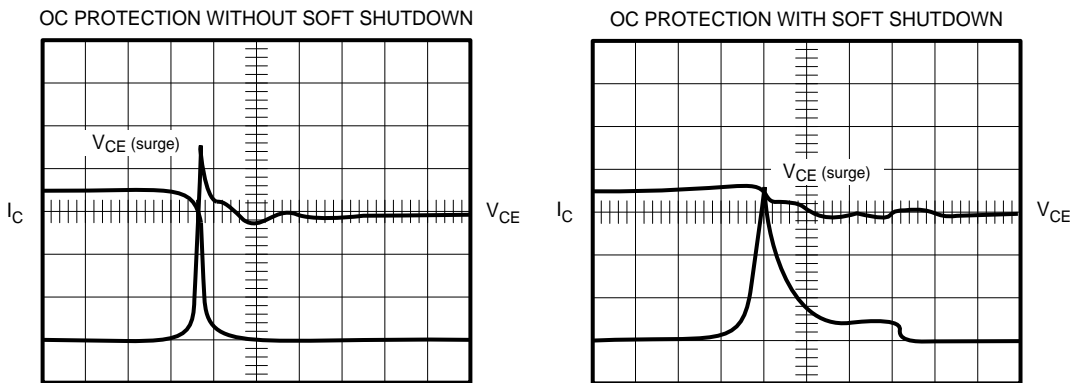 OC PROTECTION WITHOUT SOFT SHUTDOWN
VCE (surge)
IC
VCE
OC PROTECTION WITH SOFT SHUTDOWN
VCE (surge)
IC
VCE